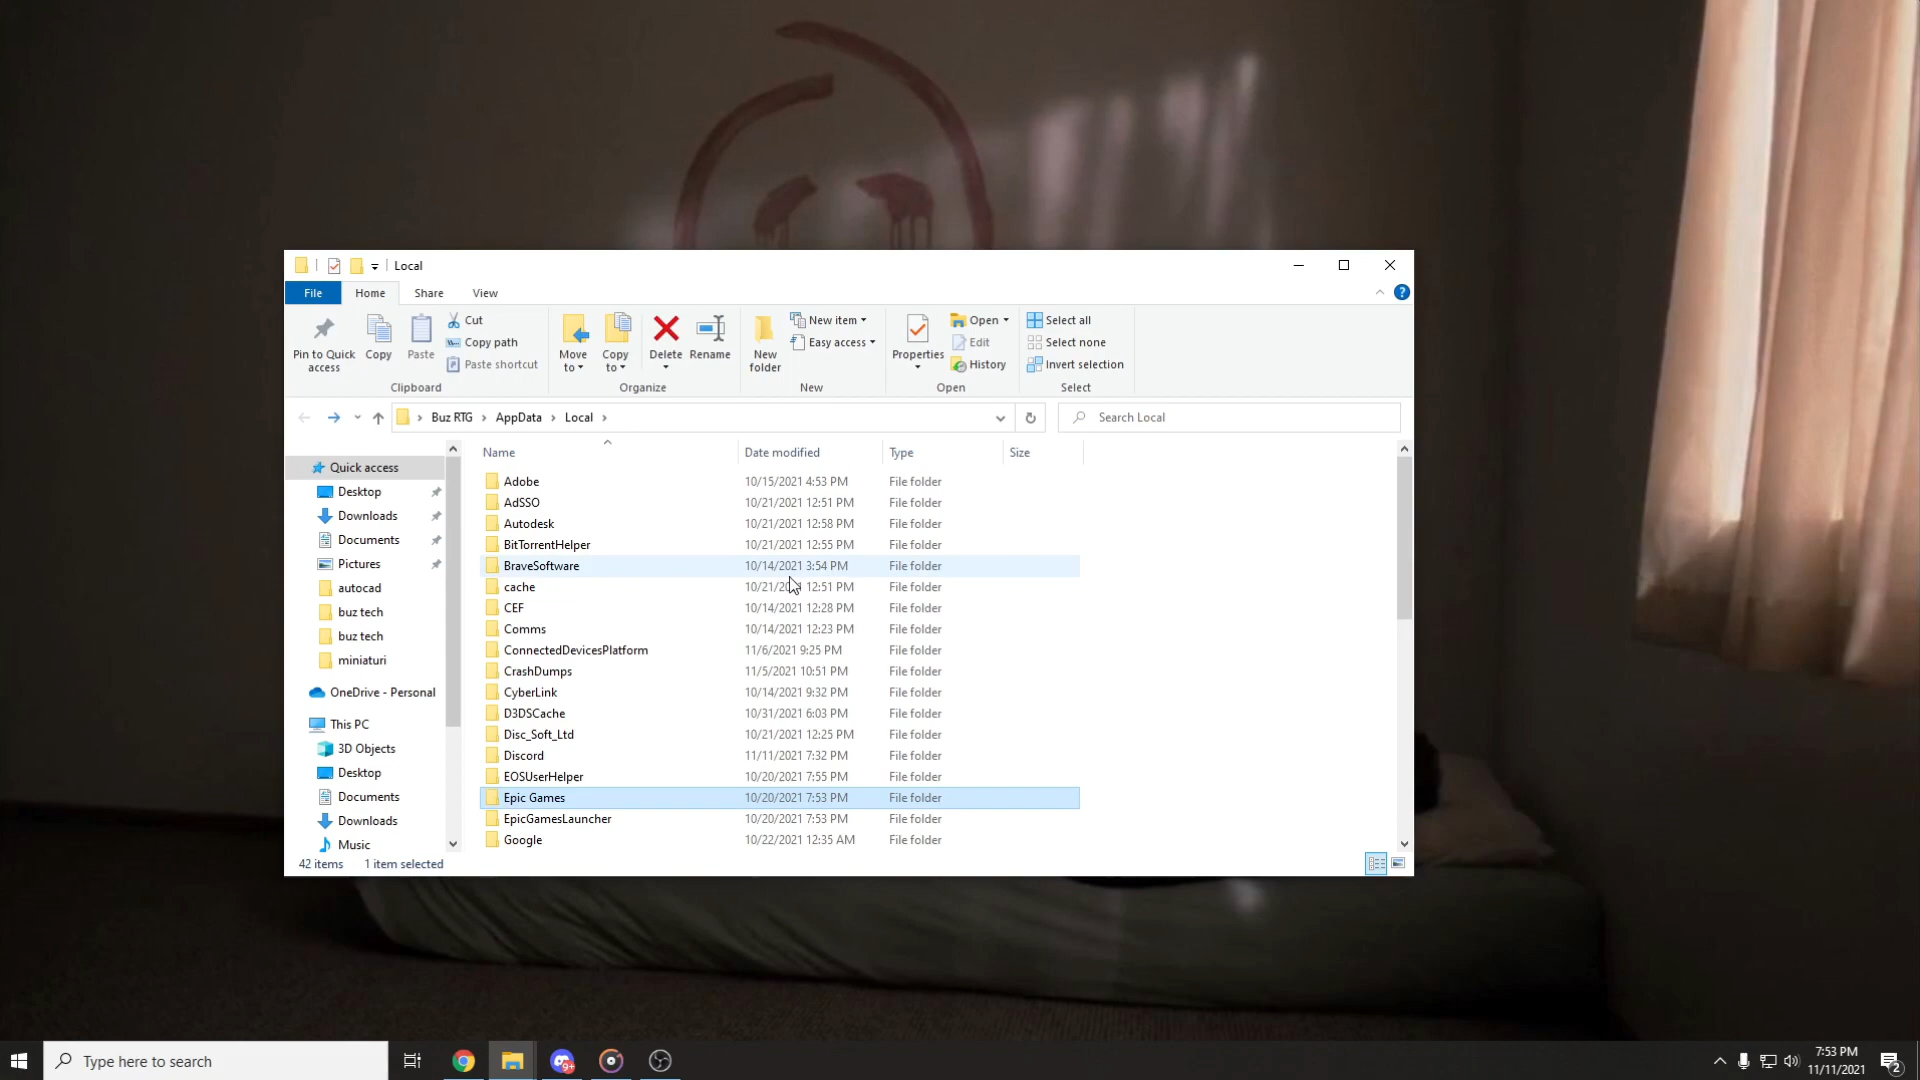 Local
File Home Share View
Pin to Quick access
Copy
Paste
Cut
Copy path
Paste shortcut
Clipboard
Move to
Copy to
Delete
Rename
Organize
New folder
New item
Easy access
New
Properties
Open
Edit
History
Open
Select all
Select none
Invert selection
Select
Buz RTG > AppData > Local >
Search Local
Quick access
Desktop
Downloads
Documents
Pictures
autocad
buz tech
buz tech
miniaturi
OneDrive - Personal
This PC
3D Objects
Desktop
Documents
Downloads
Music
Name Date modified Type Size
Adobe 10/15/2021 4:53 PM File folder
AdSSO 10/21/2021 12:51 PM File folder
Autodesk 10/21/2021 12:58 PM File folder
BitTorrentHelper 10/21/2021 12:55 PM File folder
BraveSoftware 10/14/2021 3:54 PM File folder
cache 10/21/2021 12:51 PM File folder
CEF 10/14/2021 12:28 PM File folder
Comms 10/14/2021 12:23 PM File folder
ConnectedDevicesPlatform 11/6/2021 9:25 PM File folder
CrashDumps 11/5/2021 10:51 PM File folder
CyberLink 10/14/2021 9:32 PM File folder
D3DSCache 10/31/2021 6:03 PM File folder
Disc_Soft_Ltd 10/21/2021 12:25 PM File folder
Discord 11/11/2021 7:32 PM File folder
EOSUserHelper 10/20/2021 7:55 PM File folder
Epic Games 10/20/2021 7:53 PM File folder
EpicGamesLauncher 10/20/2021 7:53 PM File folder
Google 10/22/2021 12:35 AM File folder
42 items 1 item selected
Type here to search
9+
7:53 PM
11/11/2021
2